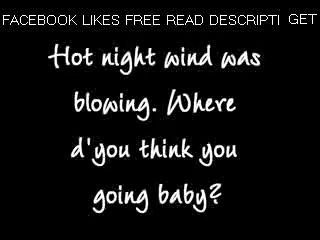 FACEBOOK LIKES FREE READ DESCRIPTI GET
Hot night wind was
blowing. Where
d'you think you
going baby?